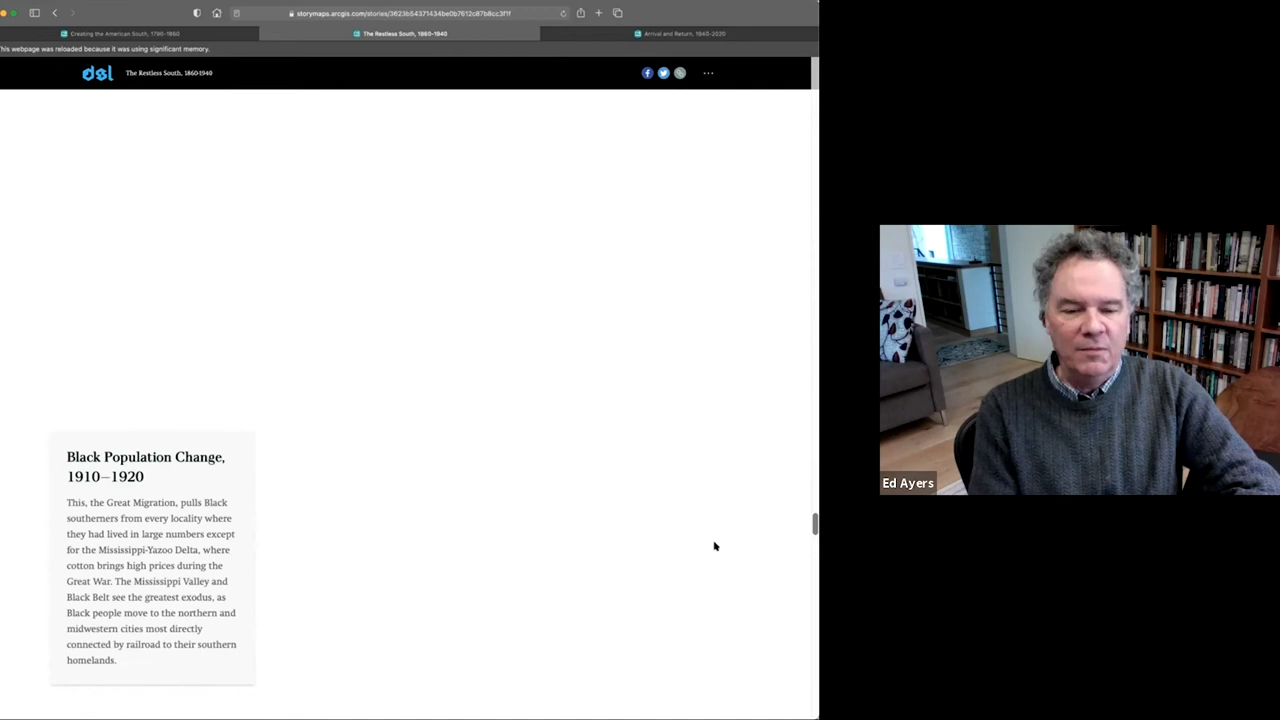 storymaps.arcgis.com/stories/3f623b54371434be0b7612c87b8cc3f1f
Creating the American South, 1790-1860
The Restless South, 1860-1940
Arrival and Return, 1940-2020
his webpage was reloaded because it was using significant memory.
dsl
The Restless South, 1860-1940
Black Population Change,
1910–1920
This, the Great Migration, pulls Black
southerners from every locality where
they had lived in large numbers except
for the Mississippi-Yazoo Delta, where
cotton brings high prices during the
Great War. The Mississippi Valley and
Black Belt see the greatest exodus, as
Black people move to the northern and
midwestern cities most directly
connected by railroad to their southern
homelands.
Ed Ayers